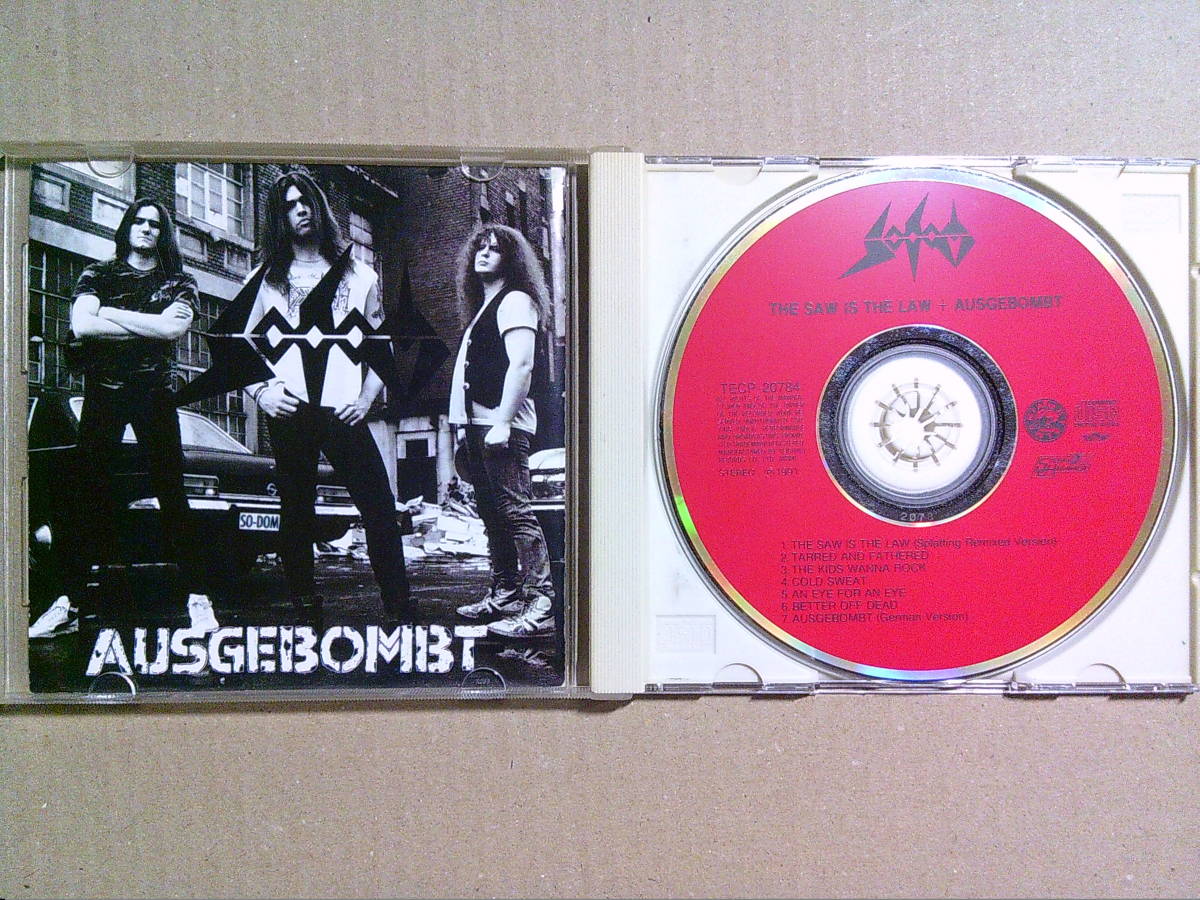 SO-DOM
AUSGEBOMBT
SODOM
THE SAW IS THE LAW + AUSGEBOMBT
TECP-20784
STEREO ℗1991
1. THE SAW IS THE LAW (Splatting Remixed Version)
2. TARRED AND FATHERED
3. THE KIDS WANNA ROCK
4. COLD SWEAT
5. AN EYE FOR AN EYE
6. BETTER OFF DEAD
7. AUSGEBOMBT (German Version)